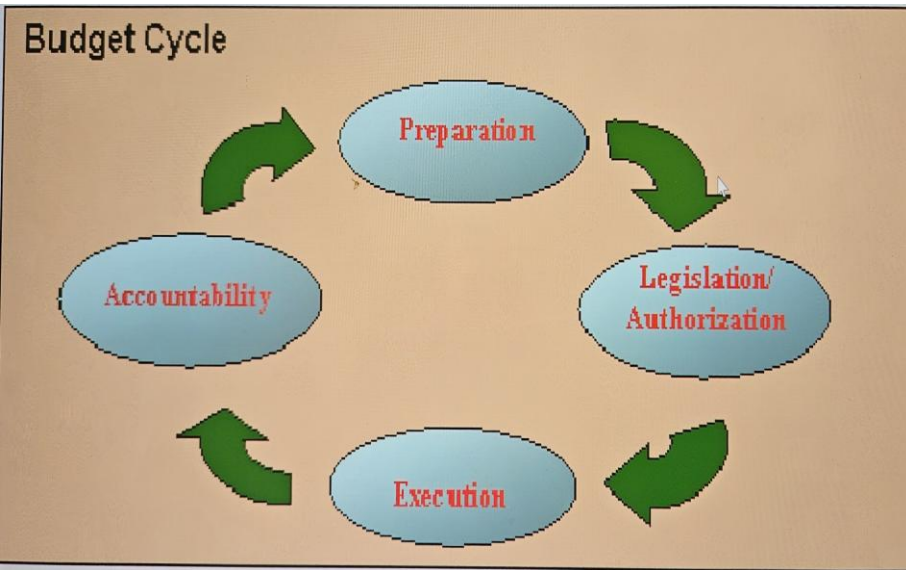 Budget Cycle
Preparation
Legislation/
Authorization
Execution
Accountability